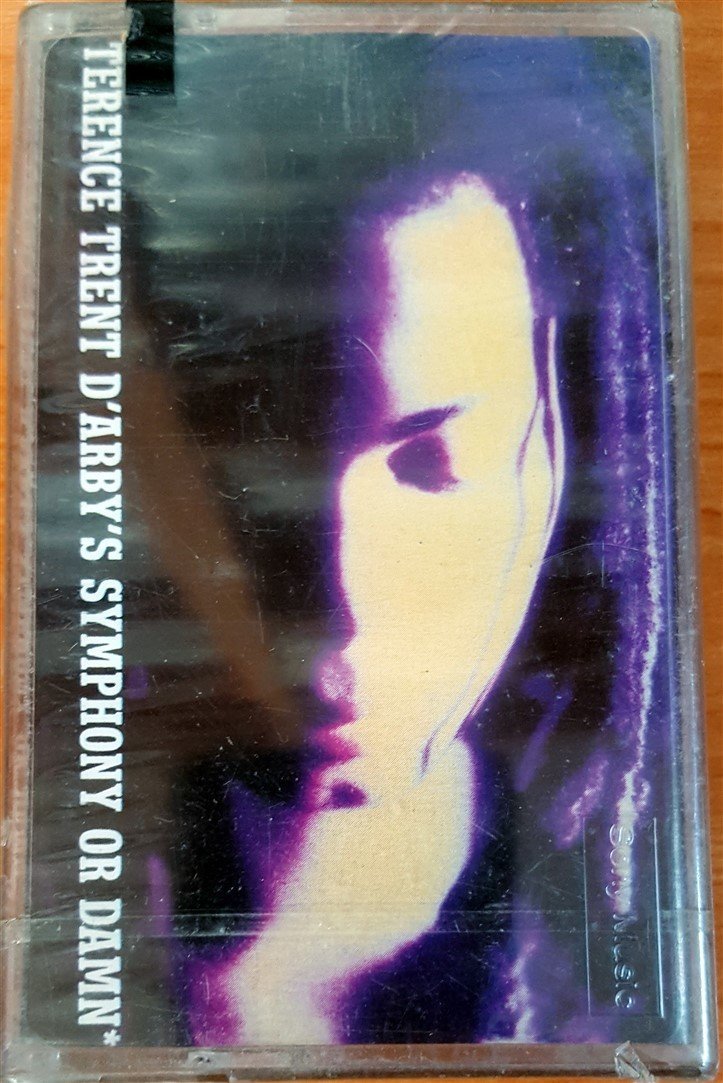 TERENCE TRENT D'ARBY'S SYMPHONY OR DAMN*
Sony Music